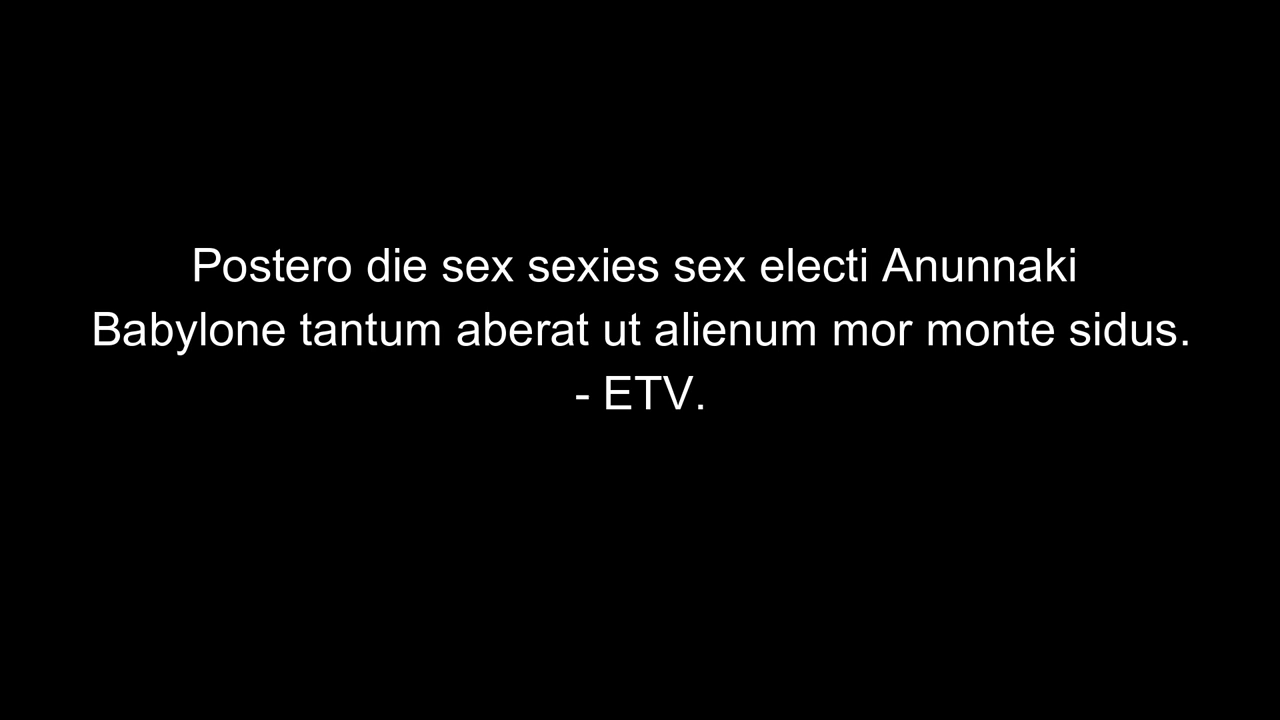 Postero die sex sexies sex electi Anunnaki
Babylone tantum aberat ut alienum mor monte sidus.
- ETV.